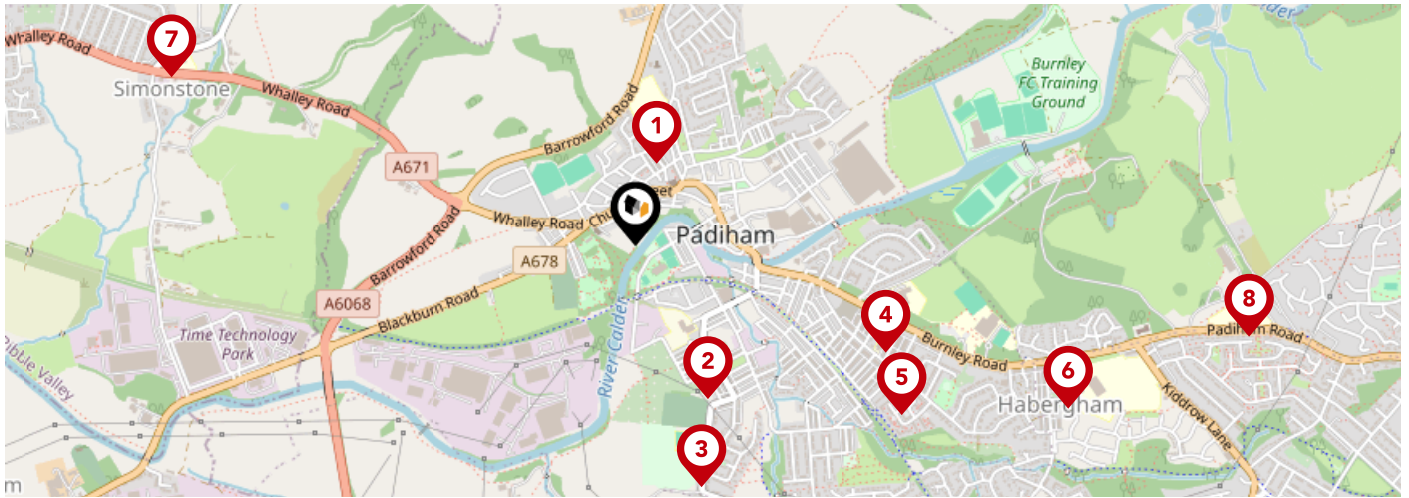 Whalley Road
7
Simonstone
Whalley Road
A671
Barrowford Road
1
Burnley
FC Training
Ground
Whalley Road
Padiham
A678
Barrowford Road
A6068
Blackburn Road
Time Technology
Park
River Calder
Ribble Valley
2
3
4
5
Burnley Road
6
Habergham
8
Padiham Road
Kiddrow Lane